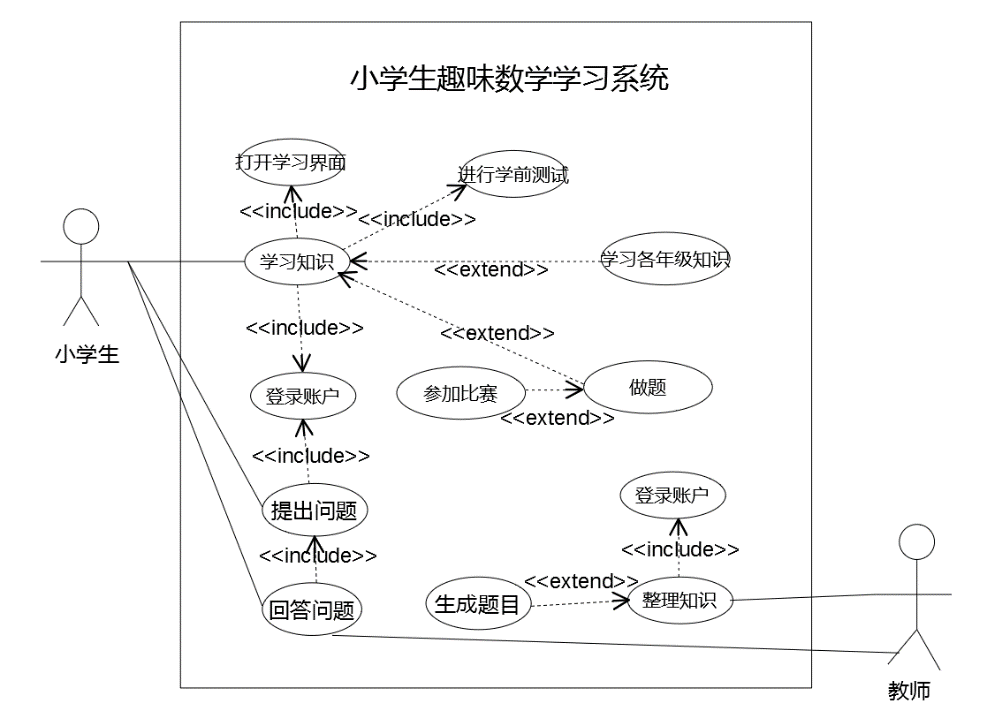 小学生趣味数学学习系统
打开学习界面
进行学前测试
<<include>>
<<include>>
学习知识
学习各年级知识
<<extend>>
<<include>>
<<extend>>
小学生
登录账户
参加比赛
做题
<<extend>>
<<include>>
登录账户
提出问题
<<include>>
<<include>>
<<extend>>
生成题目
整理知识
回答问题
教师